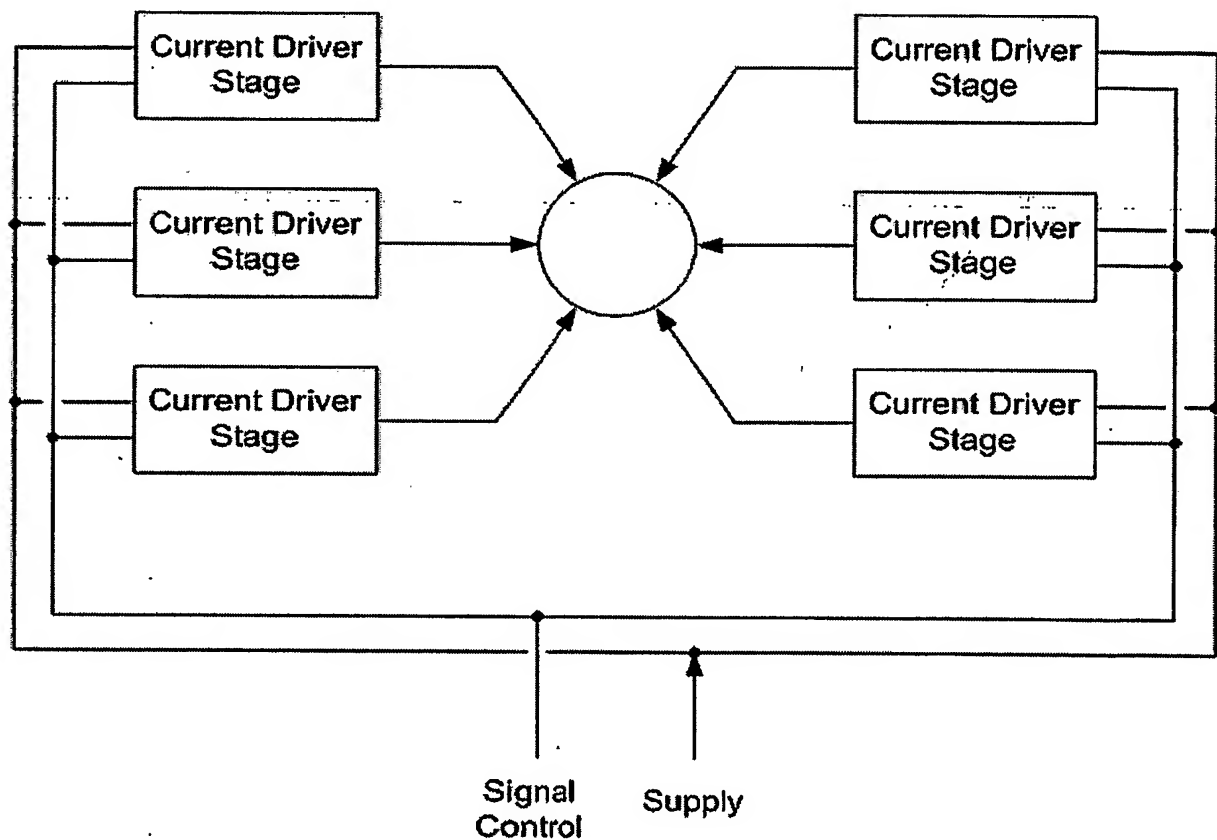 Current Driver
Stage
Current Driver
Stage
Current Driver
Stage
Current Driver
Stage
Current Driver
Stage
Current Driver
Stage
Signal
Control
Supply